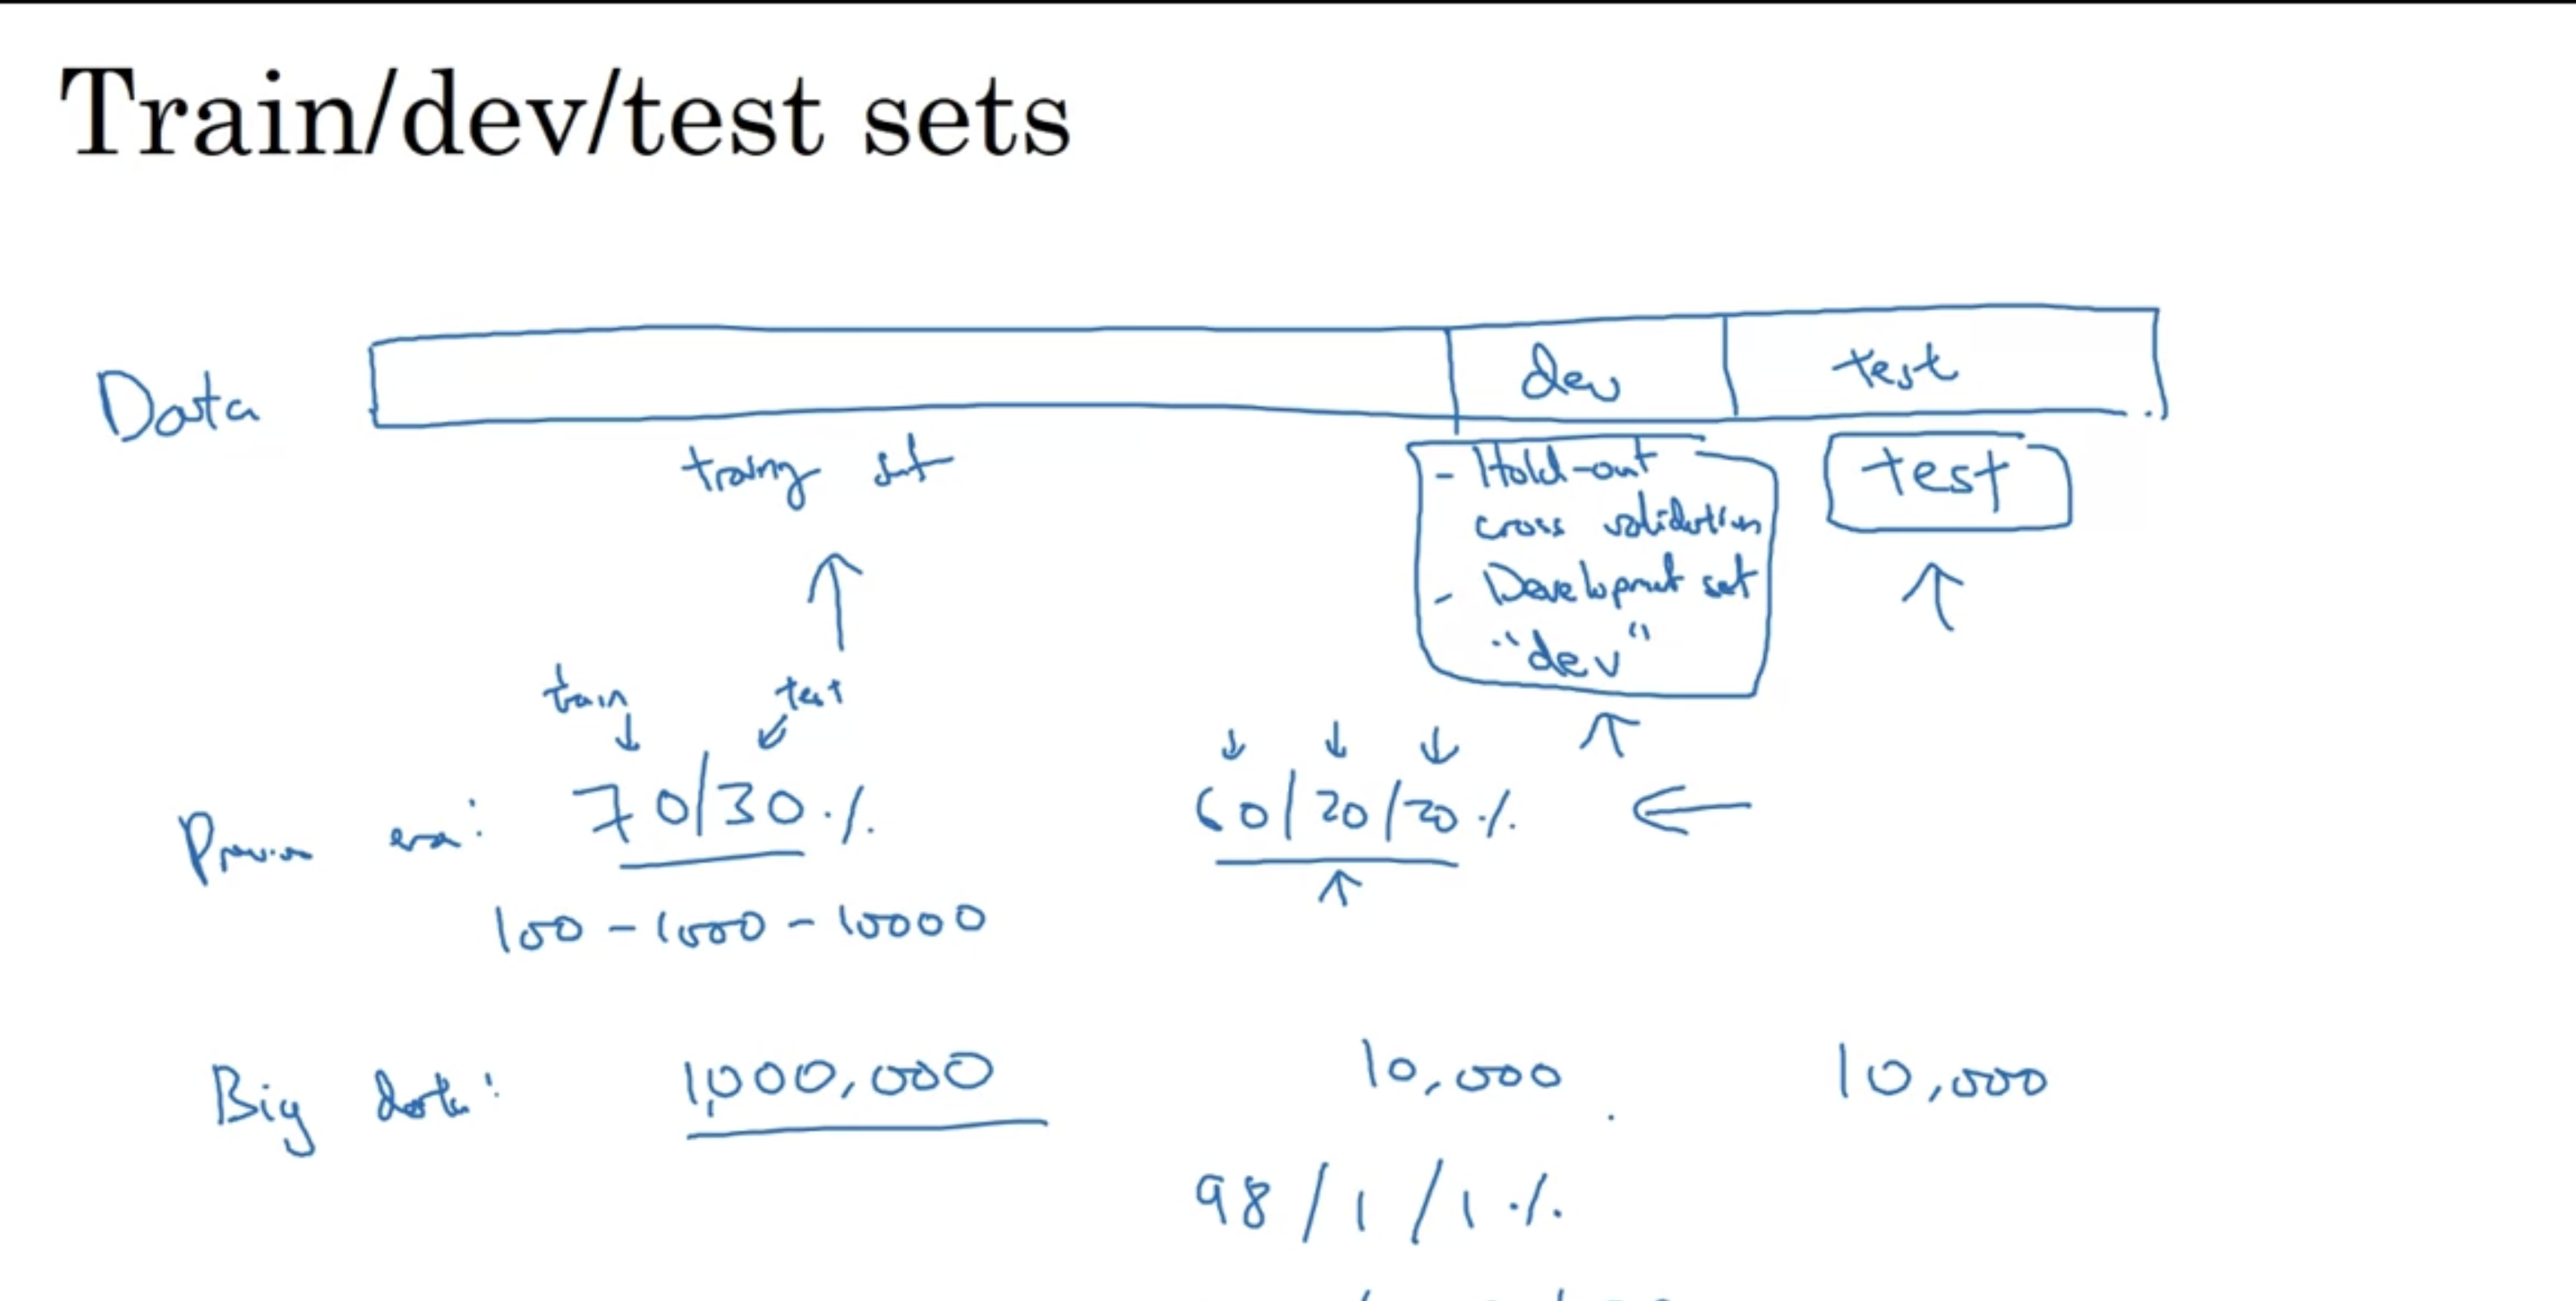 Train/dev/test sets
Data
dev
test
training set
- Hold-out
cross validation
- Development set
"dev"
test
train
test
Previous era:
70/30 %
60/20/20 %
100 - 1000 - 10000
Big data:
1,000,000
10,000
10,000
98/1/1 %